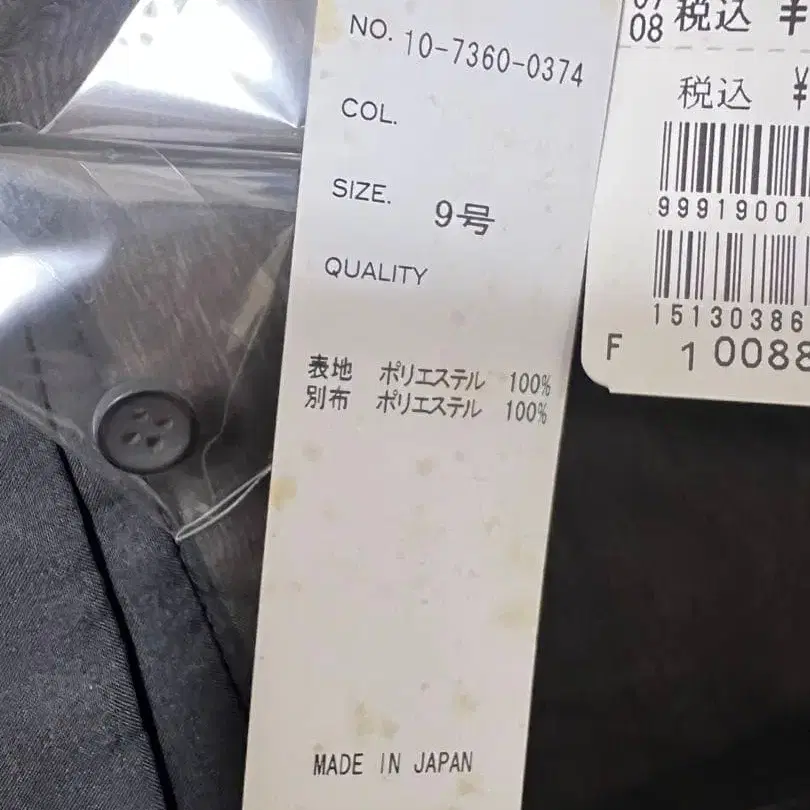 NO. 10-7360-0374
COL.
SIZE. 9号
QUALITY
表地 ポリエステル 100%
別布 ポリエステル 100%
MADE IN JAPAN
08 税込 ¥
税込 ¥
99919001
15130386
F 10088